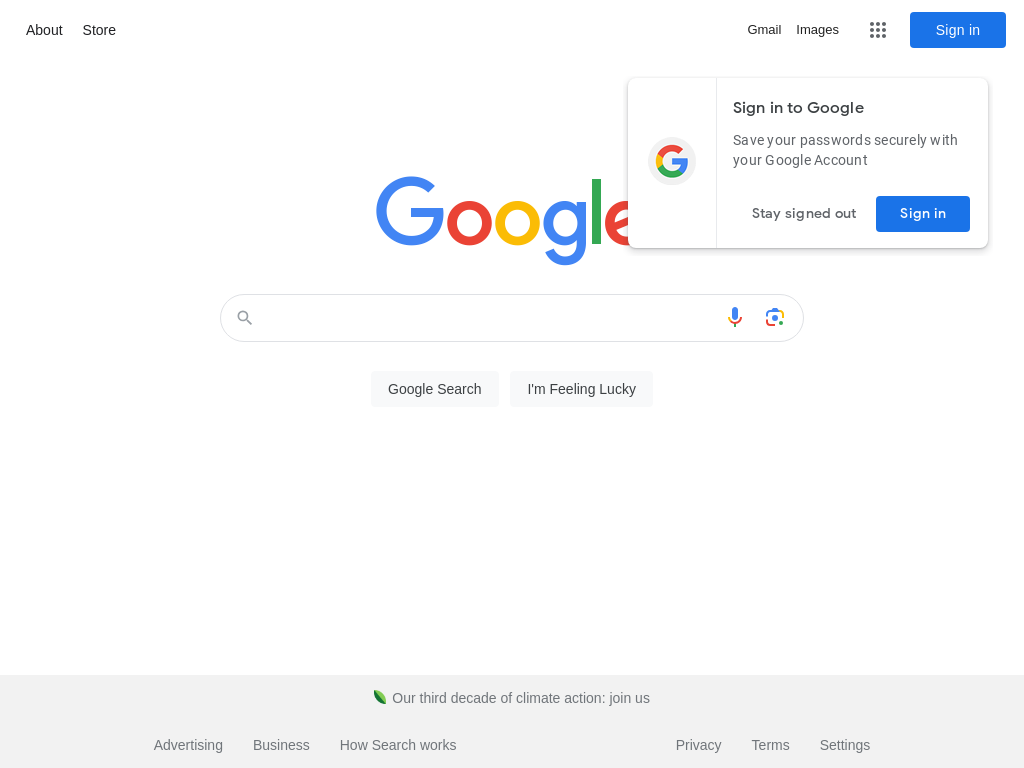 About Store
Gmail Images Sign in
Sign in to Google
Save your passwords securely with
your Google Account
Stay signed out Sign in
Google
Google Search I'm Feeling Lucky
Our third decade of climate action: join us
Advertising Business How Search works
Privacy Terms Settings